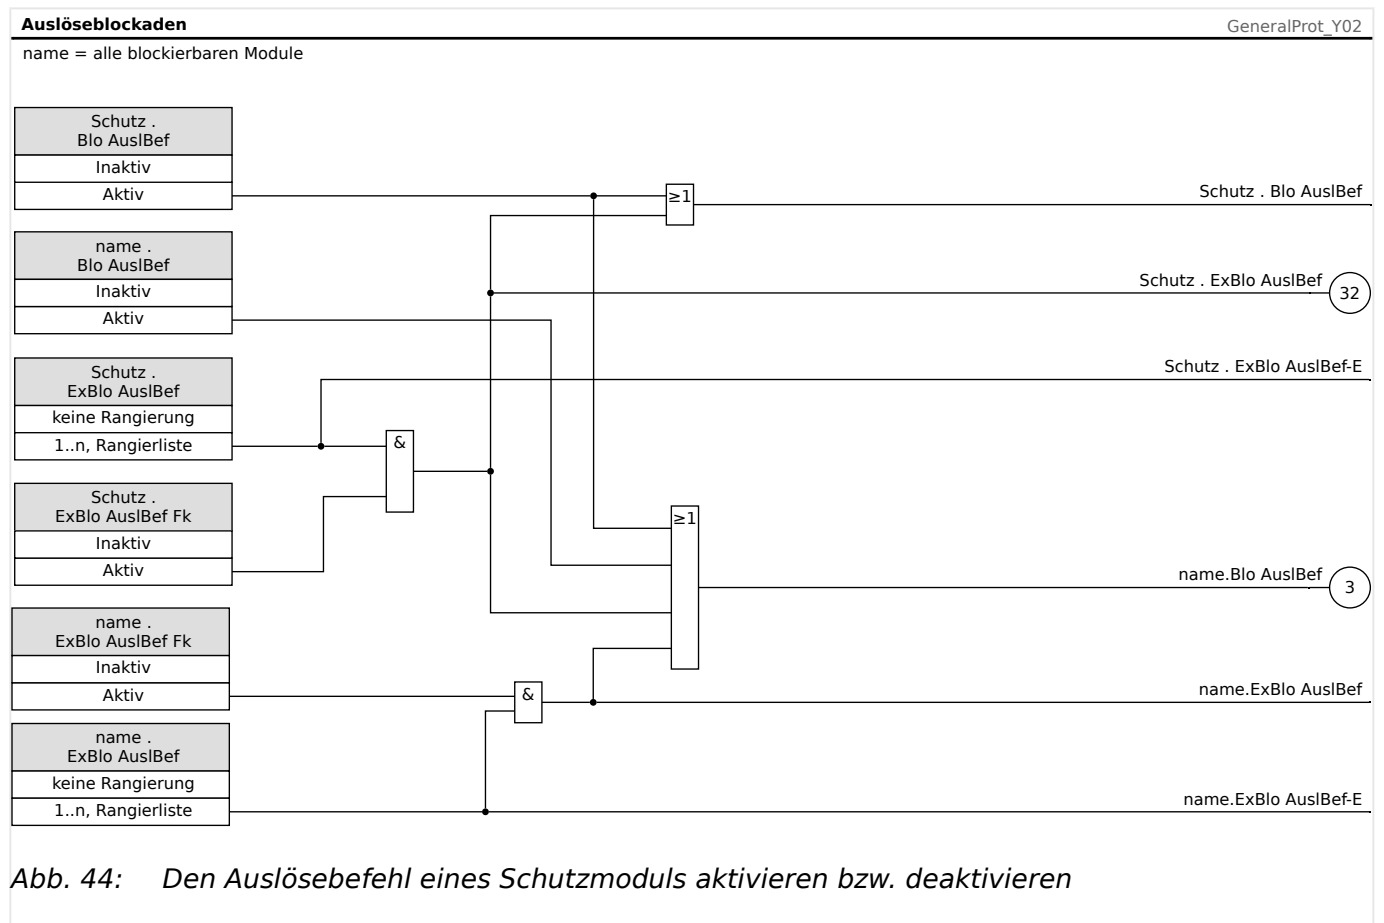 Auslöseblockaden
GeneralProt_Y02
name = alle blockierbaren Module
Schutz .
Blo AuslBef
Inaktiv
Aktiv
≥1
Schutz . Blo AuslBef
name .
Blo AuslBef
Inaktiv
Aktiv
Schutz . ExBlo AuslBef
32
Schutz .
ExBlo AuslBef
keine Rangierung
1..n, Rangierliste
&
Schutz . ExBlo AuslBef-E
Schutz .
ExBlo AuslBef Fk
Inaktiv
Aktiv
≥1
name.Blo AuslBef
3
name .
ExBlo AuslBef Fk
Inaktiv
Aktiv
&
name.ExBlo AuslBef
name .
ExBlo AuslBef
keine Rangierung
1..n, Rangierliste
name.ExBlo AuslBef-E
Abb. 44: Den Auslösebefehl eines Schutzmoduls aktivieren bzw. deaktivieren